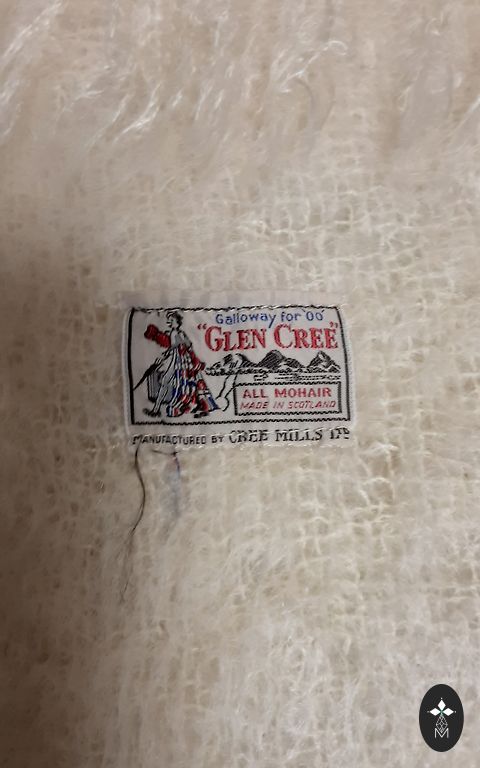 Galloway for 'OO'
"GLEN CREE"
ALL MOHAIR
MADE IN SCOTLAND
MANUFACTURED BY CREE MILLS LTD
M